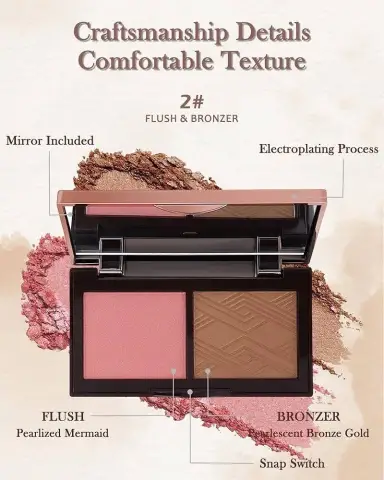 Craftsmanship Details
Comfortable Texture
2#
FLUSH & BRONZER
Mirror Included
Electroplating Process
FLUSH
BRONZER
Pearlized Mermaid
Pearlescent Bronze Gold
Snap Switch